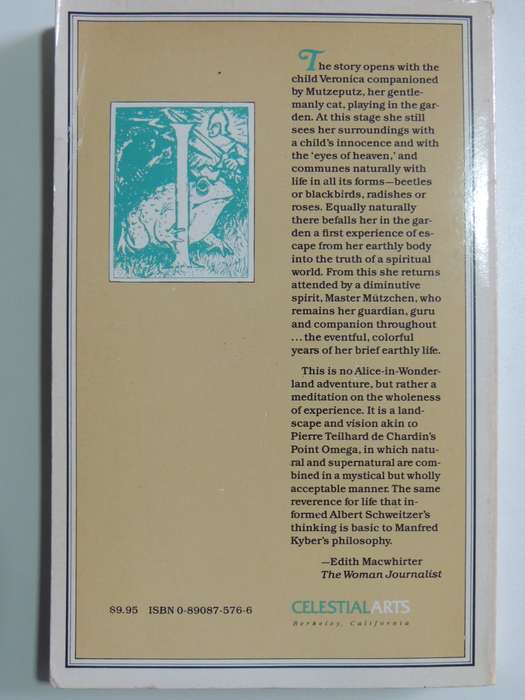 The story opens with the
child Veronica companioned
by Mutzeputz, her gentle-
manly cat, playing in the gar-
den. At this stage she still
sees her surroundings with
a child's innocence and with
the 'eyes of heaven,' and
communes naturally with
life in all its forms—beetles
or blackbirds, radishes or
roses. Equally naturally
there befalls her in the gar-
den a first experience of es-
cape from her earthly body
into the truth of a spiritual
world. From this she returns
attended by a diminutive
spirit, Master Mützchen, who
remains her guardian, guru
and companion throughout
...the eventful, colorful
years of her brief earthly life.
This is no Alice-in-Wonder-
land adventure, but rather a
meditation on the wholeness
of experience. It is a land-
scape and vision akin to
Pierre Teilhard de Chardin's
Point Omega, in which natu-
ral and supernatural are com-
bined in a mystical but wholly
acceptable manner. The same
reverence for life that in-
formed Albert Schweitzer's
thinking is basic to Manfred
Kyber's philosophy.
—Edith Macwhirter
The Woman Journalist
$9.95 ISBN 0-89087-576-6
CELESTIALARTS
Berkeley, California